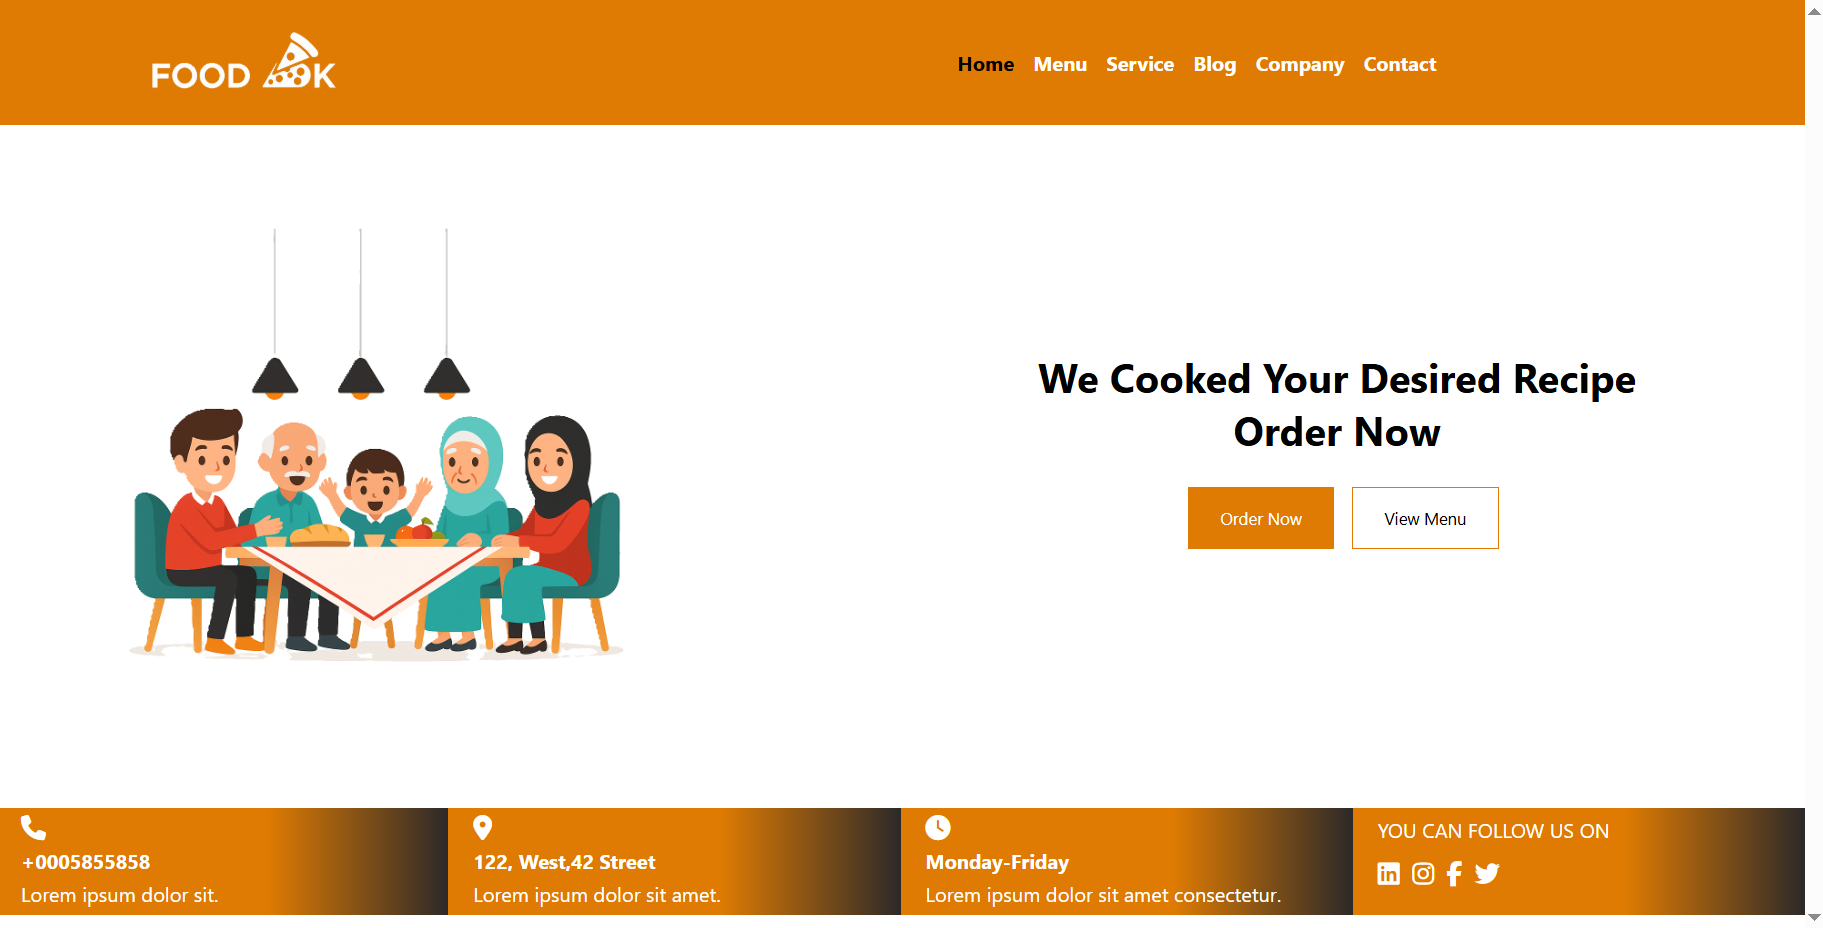 FOOD OK
Home Menu Service Blog Company Contact
We Cooked Your Desired Recipe
Order Now
Order Now View Menu
+0005855858
Lorem ipsum dolor sit.
122, West,42 Street
Lorem ipsum dolor sit amet.
Monday-Friday
Lorem ipsum dolor sit amet consectetur.
YOU CAN FOLLOW US ON